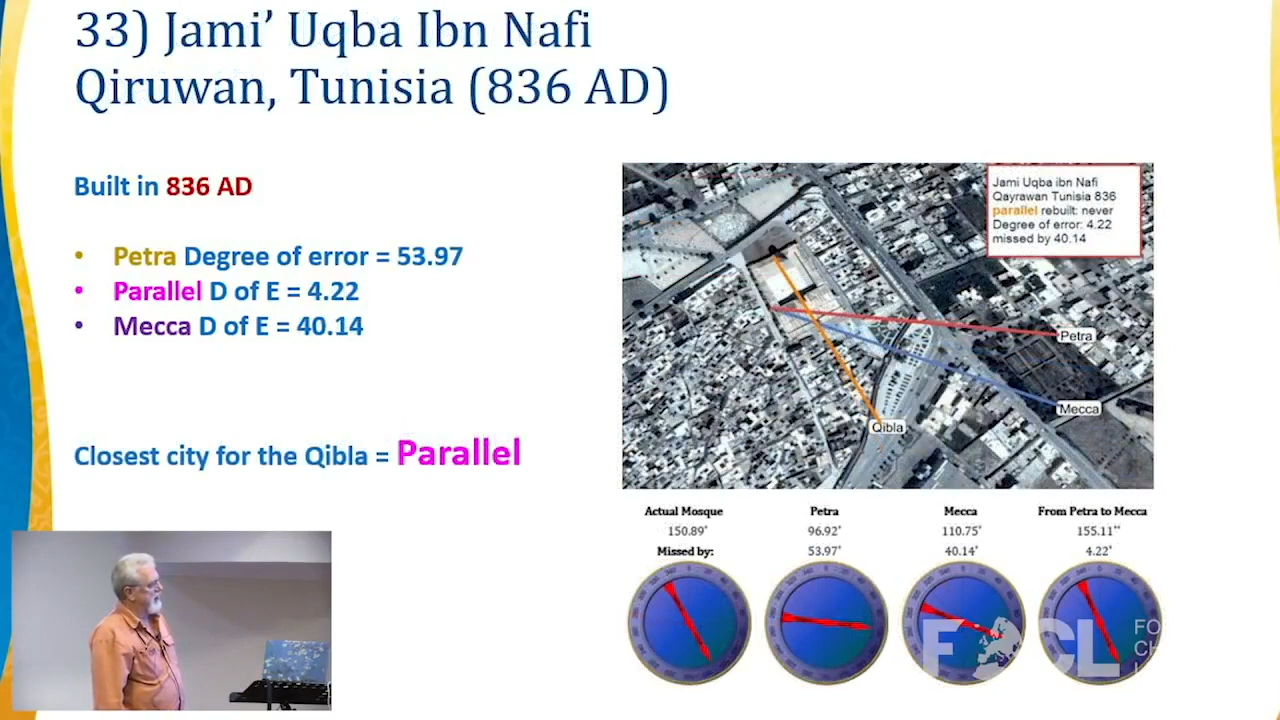 33) Jami’ Uqba Ibn Nafi
Qiruwan, Tunisia (836 AD)
Built in 836 AD
• Petra Degree of error = 53.97
• Parallel D of E = 4.22
• Mecca D of E = 40.14
Closest city for the Qibla = Parallel
Jami Uqba ibn Nafi
Qayrawan Tunisia 836
parallel rebuilt: never
Degree of error: 4.22
missed by 40.14
Petra
Mecca
Qibla
Actual Mosque Petra Mecca From Petra to Mecca
150.89° 96.92° 110.75° 155.11°°
Missed by: 53.97° 40.14° 4.22°
F CL
FO
CH
L